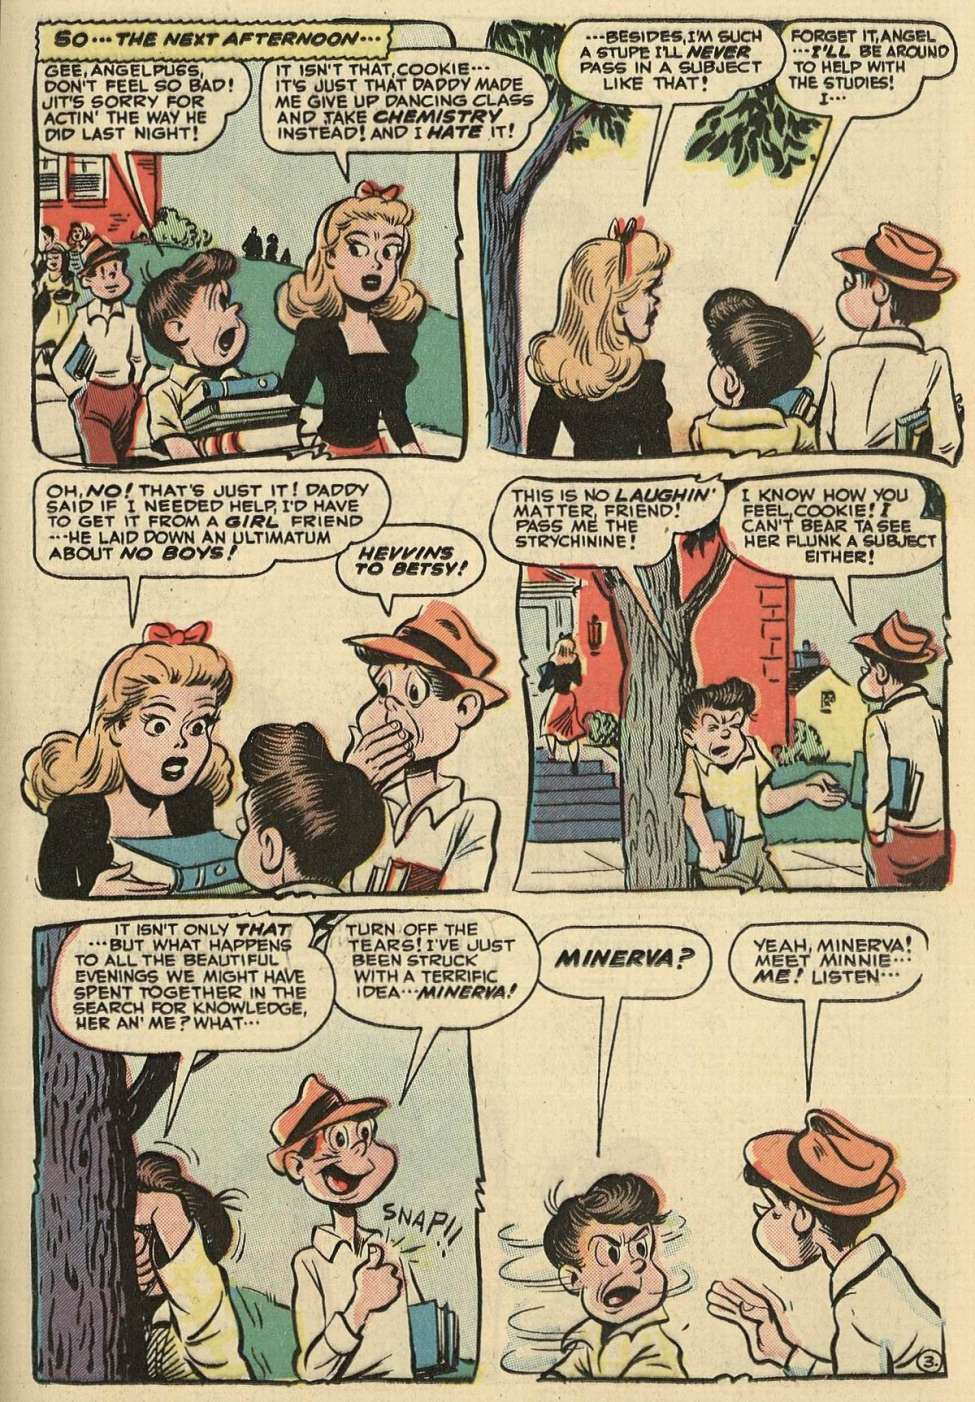 SO... THE NEXT AFTERNOON...
GEE, ANGELPUSS,
DON'T FEEL SO BAD!
JIT'S SORRY FOR
ACTIN' THE WAY HE
DID LAST NIGHT!
IT ISN'T THAT, COOKIE...
IT'S JUST THAT DADDY MADE
ME GIVE UP DANCING CLASS
AND TAKE CHEMISTRY
INSTEAD! AND I HATE IT!
...BESIDES, I'M SUCH
A STUPE I'LL NEVER
PASS IN A SUBJECT
LIKE THAT!
FORGET IT, ANGEL
...I'LL BE AROUND
TO HELP WITH
THE STUDIES!
I...
OH, NO! THAT'S JUST IT! DADDY
SAID IF I NEEDED HELP, I'D HAVE
TO GET IT FROM A GIRL FRIEND
...HE LAID DOWN AN ULTIMATUM
ABOUT NO BOYS!
HEVVINS
TO BETSY!
THIS IS NO LAUGHIN'
MATTER, FRIEND!
PASS ME THE
STRYCHININE!
I KNOW HOW YOU
FEEL, COOKIE! I
CAN'T BEAR TA SEE
HER FLUNK A SUBJECT
EITHER!
IT ISN'T ONLY THAT
...BUT WHAT HAPPENS
TO ALL THE BEAUTIFUL
EVENINGS WE MIGHT HAVE
SPENT TOGETHER IN THE
SEARCH FOR KNOWLEDGE,
HER AN' ME? WHAT...
TURN OFF THE
TEARS! I'VE JUST
BEEN STRUCK
WITH A TERRIFIC
IDEA... MINERVA!
SNAP!!
MINERVA?
YEAH, MINERVA!
MEET MINNIE...
ME! LISTEN...
3.